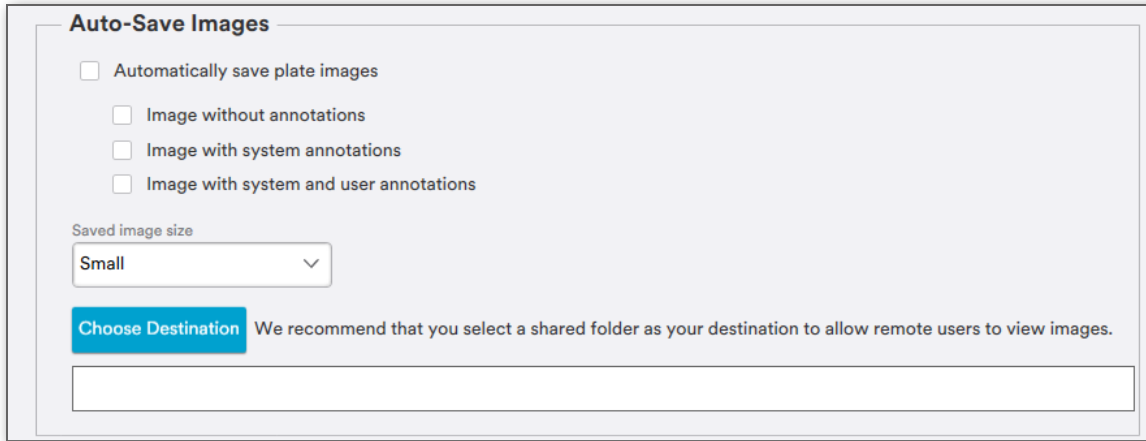 Auto-Save Images
Automatically save plate images
Image without annotations
Image with system annotations
Image with system and user annotations
Saved image size
Small
Choose Destination We recommend that you select a shared folder as your destination to allow remote users to view images.